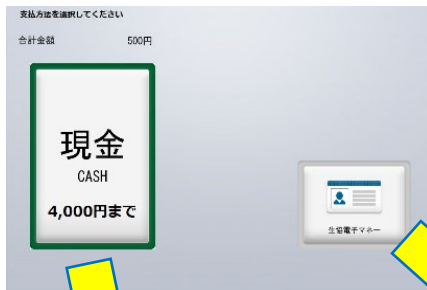 支払方法を選択してください
合計金額 500円
現金
CASH
4,000円まで
生協電子マネー